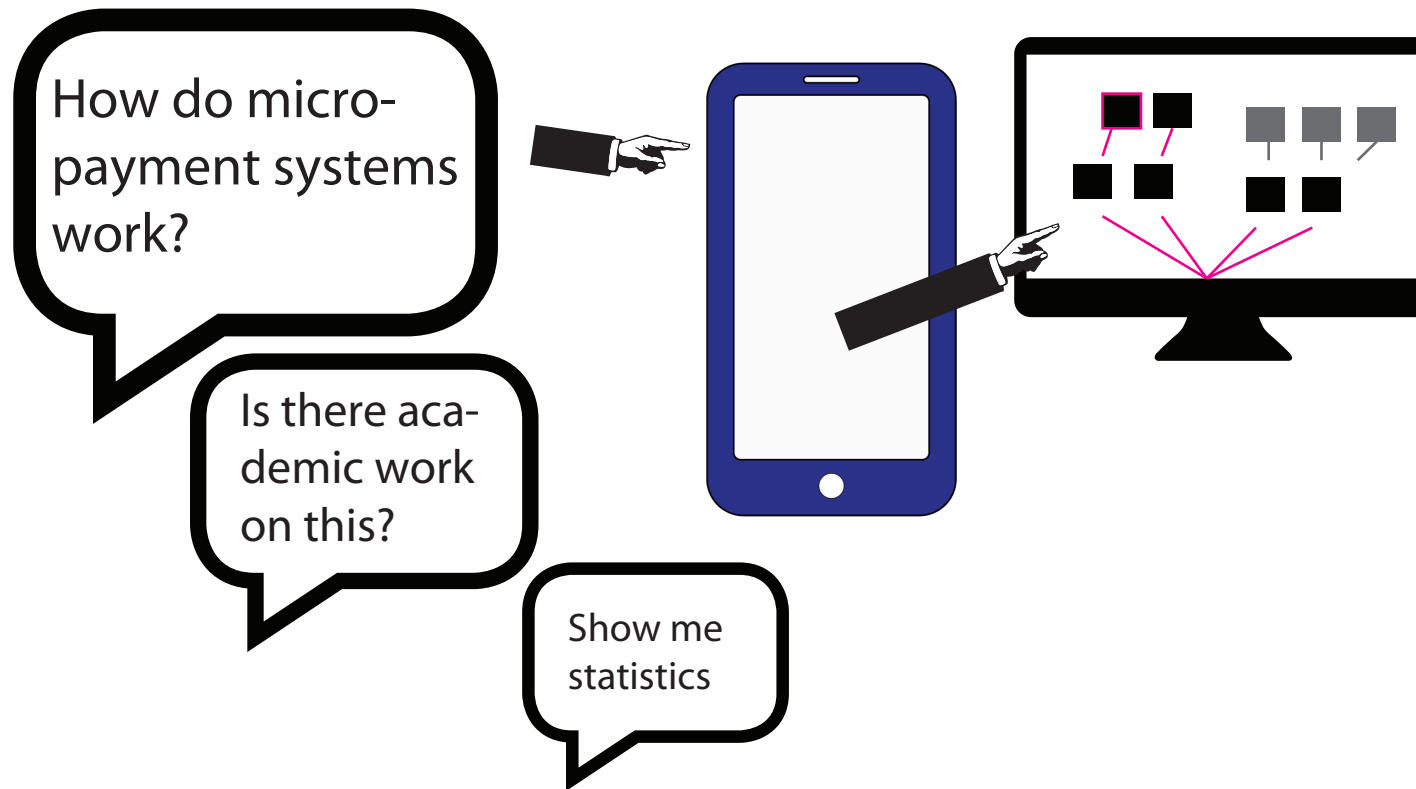 How do micro-
payment systems
work?
Is there aca-
demic work
on this?
Show me
statistics